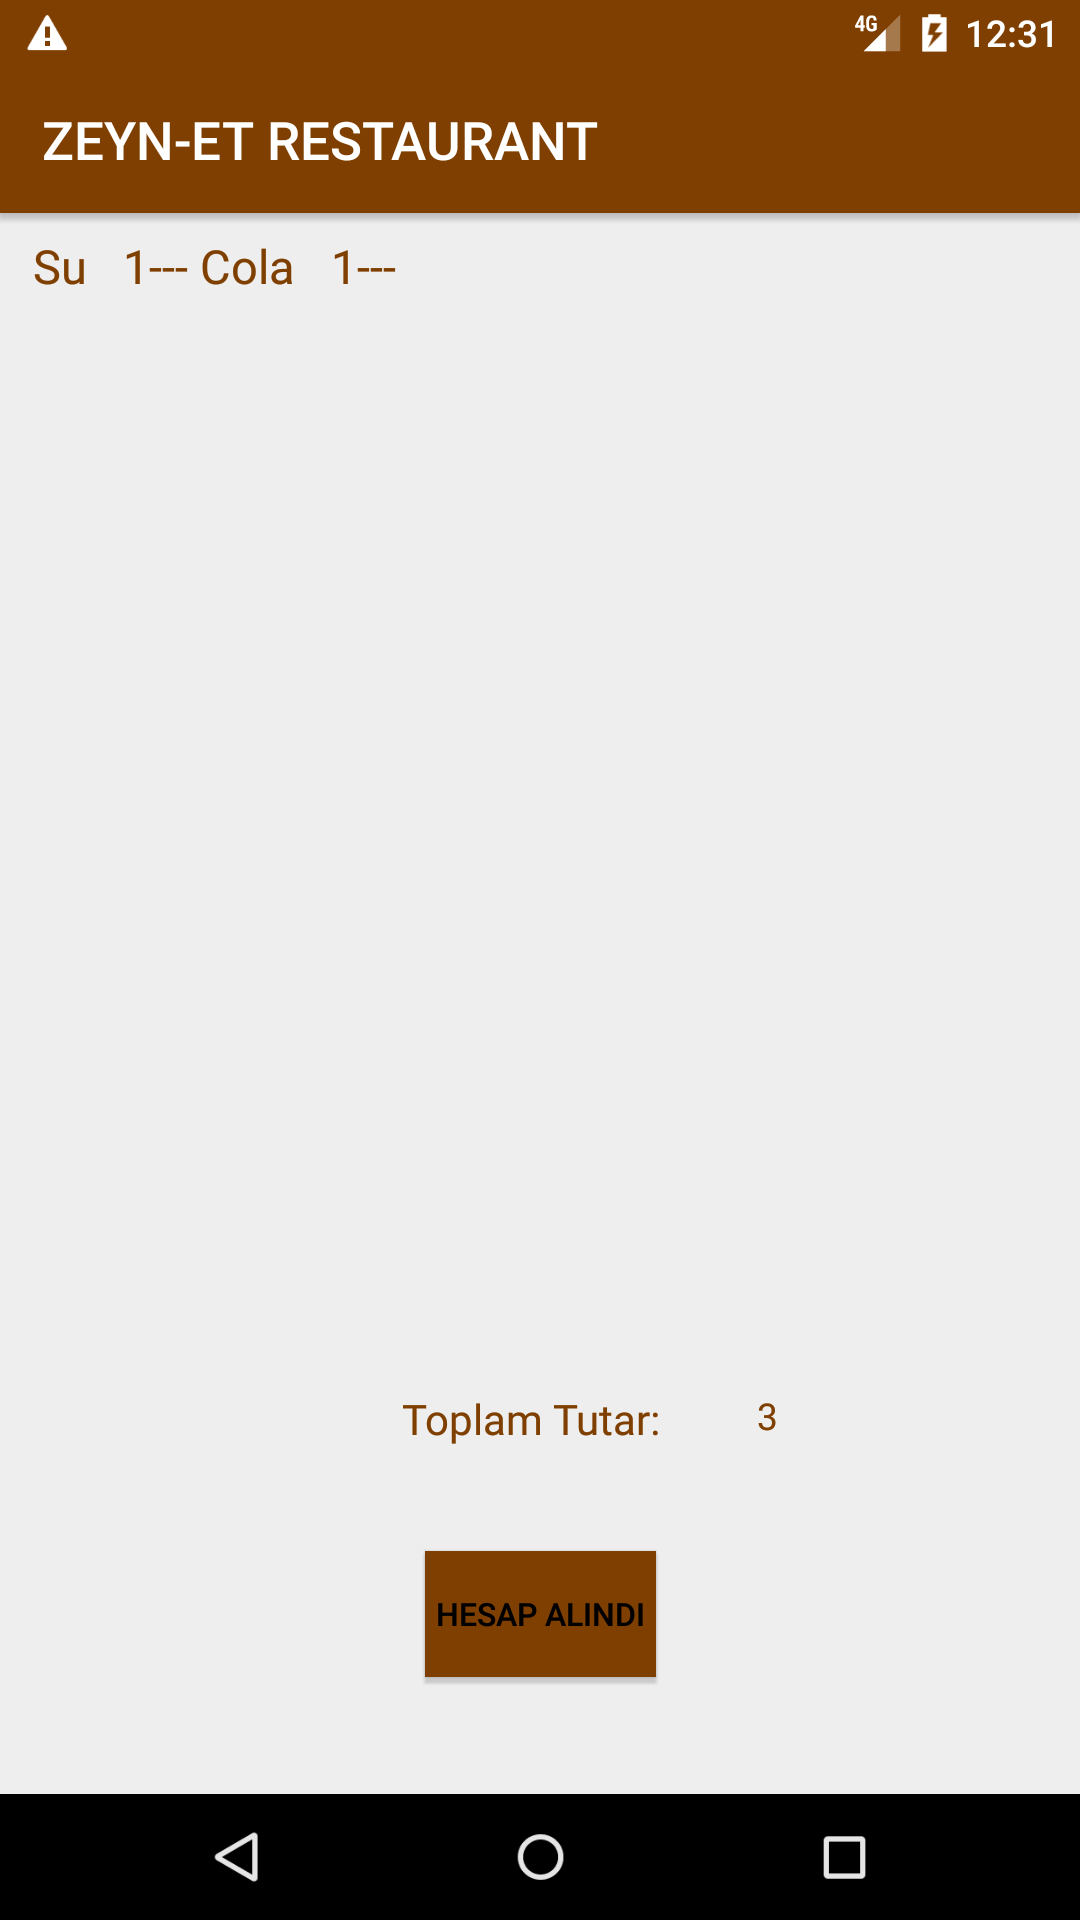 4G 12:31
ZEYN-ET RESTAURANT
Su 1--- Cola 1---
Toplam Tutar: 3
HESAP ALINDI